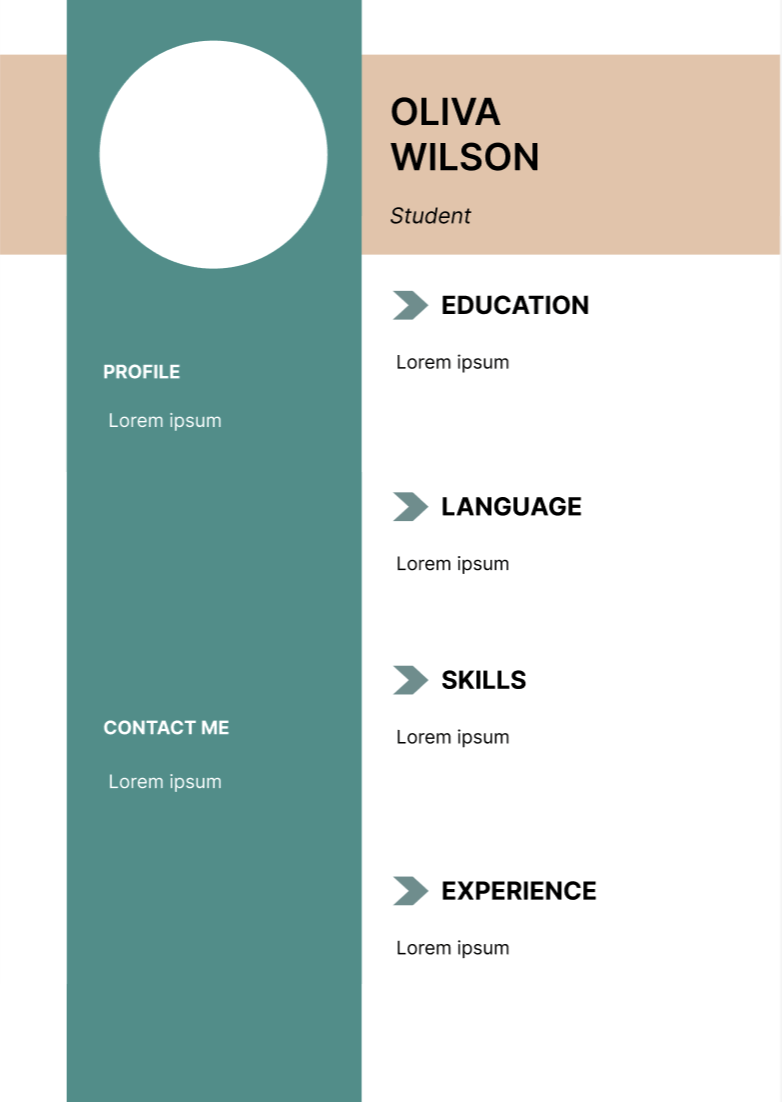 OLIVA
WILSON
Student
PROFILE
Lorem ipsum
CONTACT ME
Lorem ipsum
EDUCATION
Lorem ipsum
LANGUAGE
Lorem ipsum
SKILLS
Lorem ipsum
EXPERIENCE
Lorem ipsum